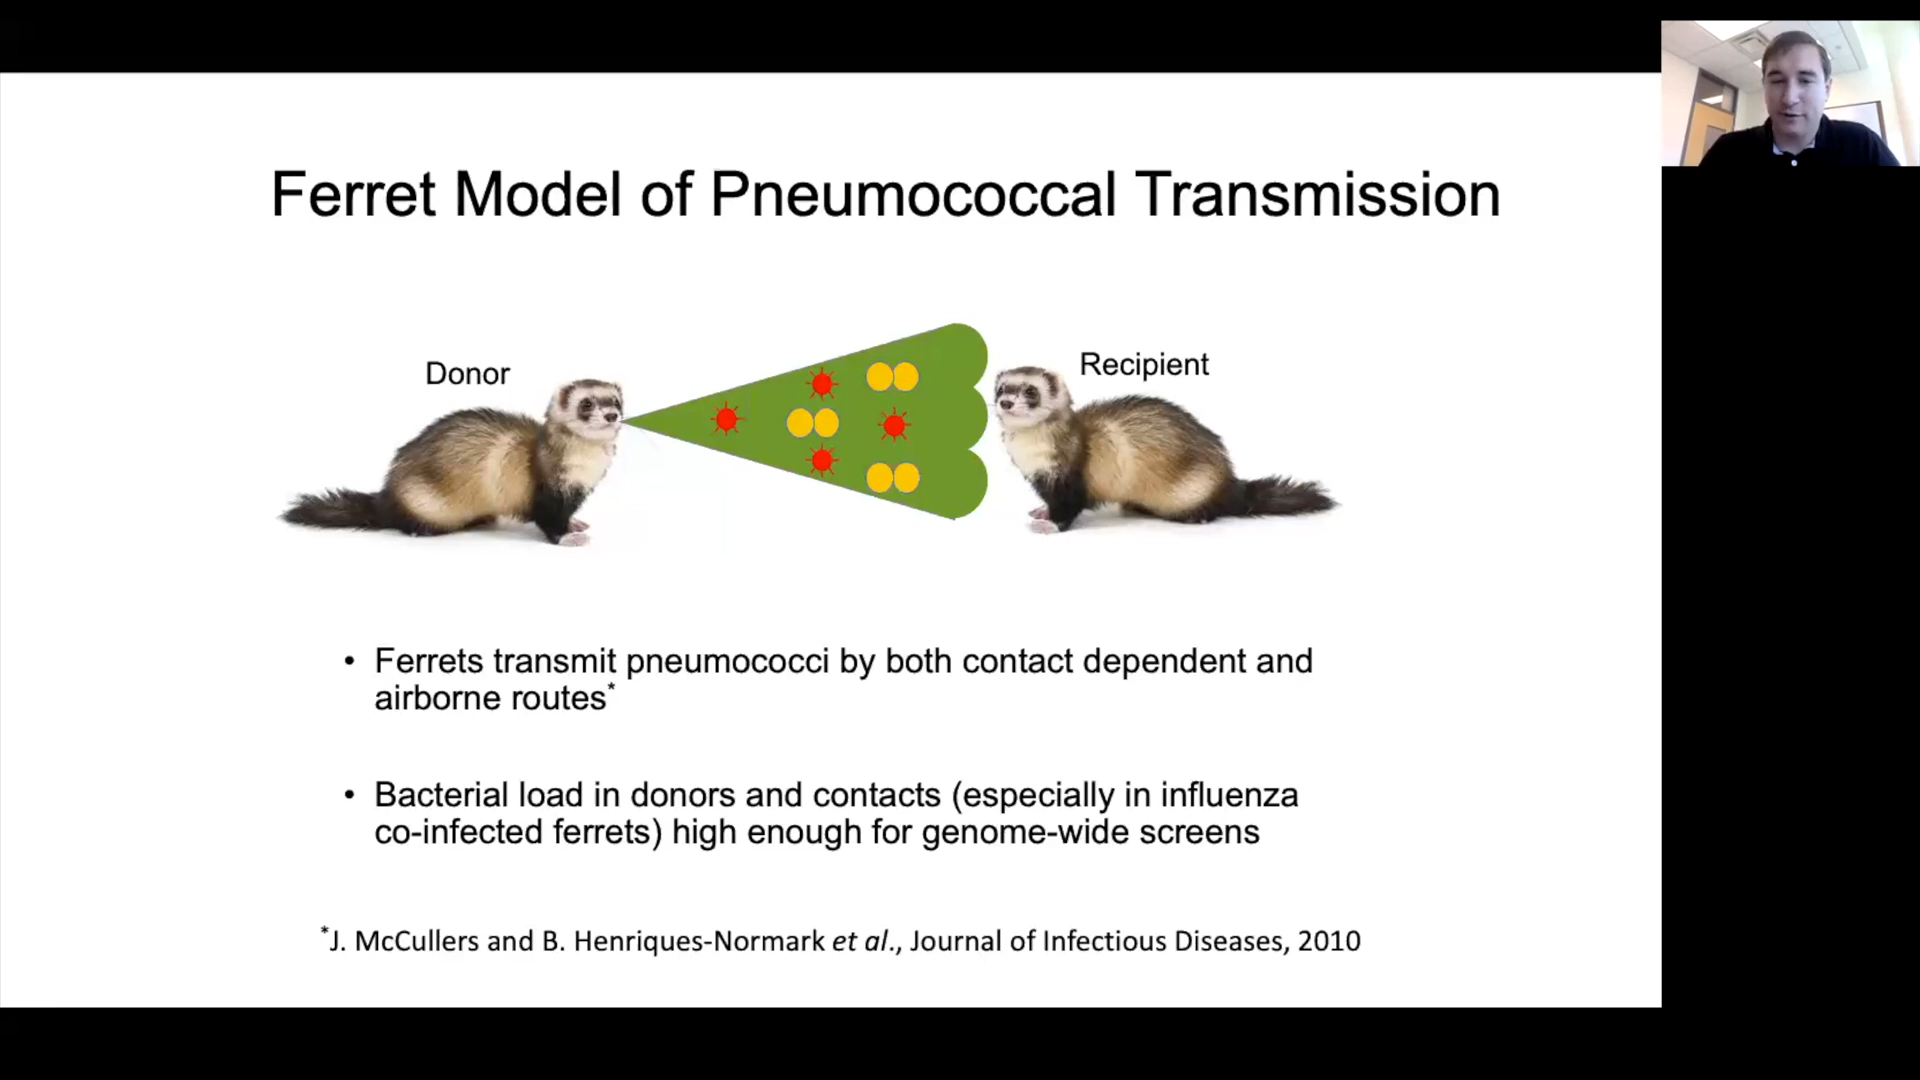 Ferret Model of Pneumococcal Transmission
Donor
Recipient
• Ferrets transmit pneumococci by both contact dependent and
airborne routes*
• Bacterial load in donors and contacts (especially in influenza
co-infected ferrets) high enough for genome-wide screens
*J. McCullers and B. Henriques-Normark et al., Journal of Infectious Diseases, 2010